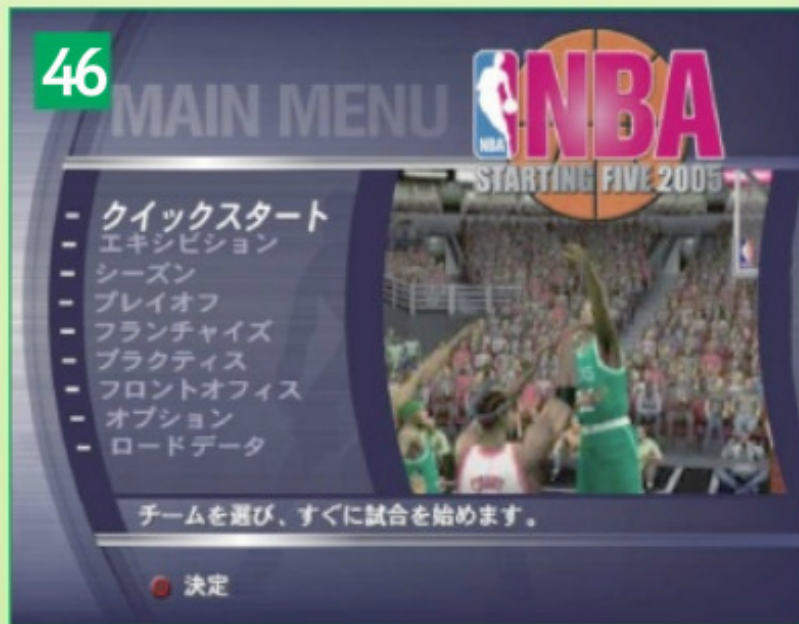 46
MAIN MENU
NBA
NBA
STARTING FIVE 2005
- クイックスタート
- エキシビション
- シーズン
- プレイオフ
- フランチャイズ
- プラクティス
- フロントオフィス
- オプション
- ロードデータ
チームを選び、すぐに試合を始めます。
決定